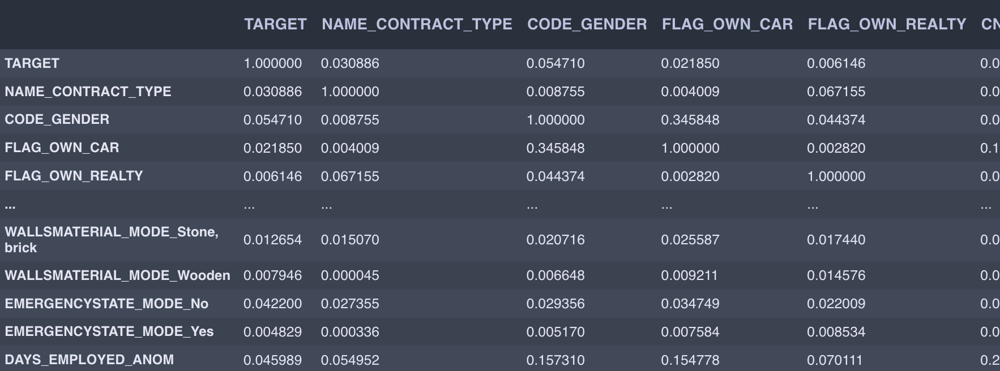 TARGET NAME_CONTRACT_TYPE CODE_GENDER FLAG_OWN_CAR FLAG_OWN_REALTY CN
TARGET 1.000000 0.030886 0.054710 0.021850 0.006146 0.0
NAME_CONTRACT_TYPE 0.030886 1.000000 0.008755 0.004009 0.067155 0.0
CODE_GENDER 0.054710 0.008755 1.000000 0.345848 0.044374 0.0
FLAG_OWN_CAR 0.021850 0.004009 0.345848 1.000000 0.002820 0.1
FLAG_OWN_REALTY 0.006146 0.067155 0.044374 0.002820 1.000000 0.0
... ... ... ... ... ... ...
WALLSMATERIAL_MODE_Stone,
brick 0.012654 0.015070 0.020716 0.025587 0.017440 0.0
WALLSMATERIAL_MODE_Wooden 0.007946 0.000045 0.006648 0.009211 0.014576 0.0
EMERGENCYSTATE_MODE_No 0.042200 0.027355 0.029356 0.034749 0.022009 0.0
EMERGENCYSTATE_MODE_Yes 0.004829 0.000336 0.005170 0.007584 0.008534 0.0
DAYS_EMPLOYED_ANOM 0.045989 0.054952 0.157310 0.154778 0.070111 0.2